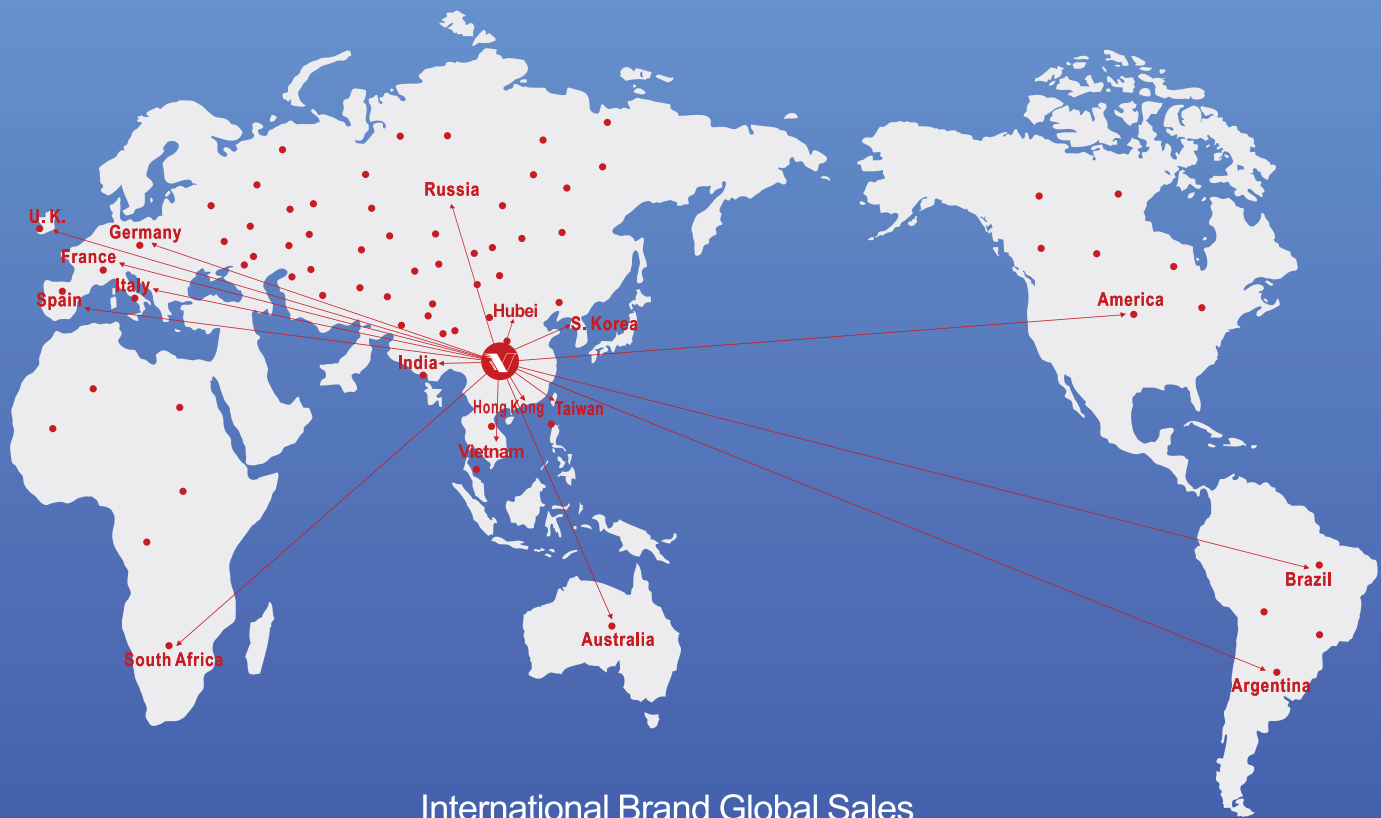 Russia
U. K.
Germany
France
Italy
Spain
Hubei
S. Korea
America
India
Hong Kong
Taiwan
Vietnam
Brazil
Australia
South Africa
Argentina
International Brand Global Sales